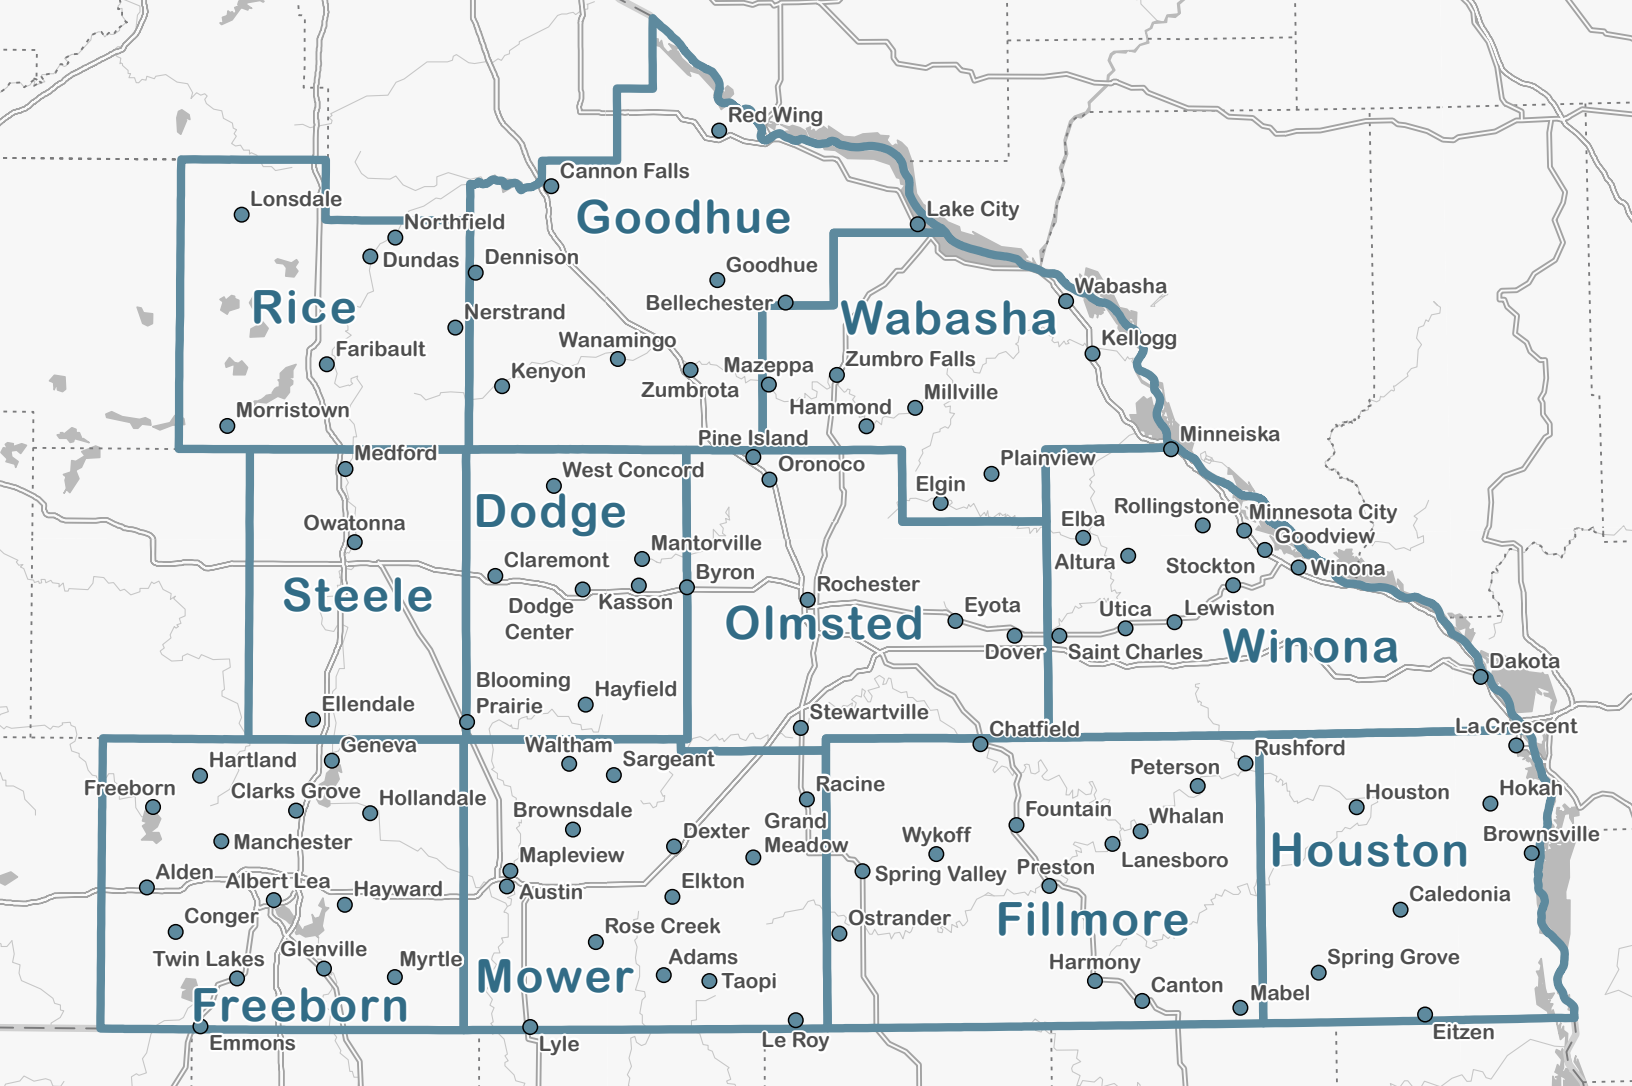 Red Wing
Cannon Falls
Lonsdale
Lake City
Goodhue
Northfield
Dundas
Dennison
Goodhue
Wabasha
Bellechester
Rice
Nerstrand
Wabasha
Wanamingo
Kellogg
Faribault
Kenyon
Mazeppa
Zumbro Falls
Zumbrota
Millville
Morristown
Hammond
Medford
Pine Island
Minneiska
West Concord
Oronoco
Plainview
Elgin
Dodge
Rollingstone
Minnesota City
Owatonna
Elba
Goodview
Mantorville
Claremont
Altura
Stockton
Winona
Byron
Steele
Dodge
Center
Kasson
Rochester
Eyota
Utica
Lewiston
Olmsted
Dover
Saint Charles
Winona
Dakota
Blooming
Prairie
Hayfield
Ellendale
Stewartville
Chatfield
La Crescent
Geneva
Waltham
Rushford
Hartland
Sargeant
Peterson
Freeborn
Clarks Grove
Hollandale
Racine
Houston
Hokah
Brownsdale
Grand
Meadow
Fountain
Whalan
Manchester
Dexter
Wykoff
Brownsville
Mapleview
Lanesboro
Houston
Alden
Albert Lea
Hayward
Austin
Elkton
Spring Valley
Preston
Caledonia
Conger
Rose Creek
Ostrander
Fillmore
Twin Lakes
Glenville
Myrtle
Mower
Adams
Taopi
Harmony
Spring Grove
Canton
Mabel
Freeborn
Emmons
Lyle
Le Roy
Eitzen